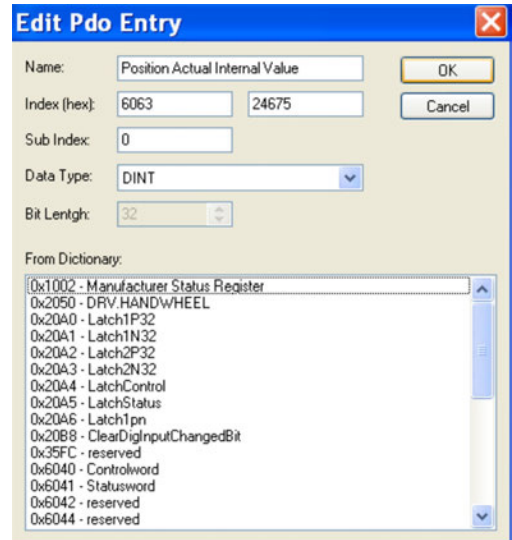 Edit Pdo Entry
Name: Position Actual Internal Value OK
Index (hex): 6063 24675 Cancel
Sub Index: 0
Data Type: DINT
Bit Lentgh: 32
From Dictionary:
0x1002 - Manufacturer Status Register
0x2050 - DRV.HANDWHEEL
0x20A0 - Latch1P32
0x20A1 - Latch1N32
0x20A2 - Latch2P32
0x20A3 - Latch2N32
0x20A4 - LatchControl
0x20A5 - LatchStatus
0x20A6 - Latch1pn
0x20B8 - ClearDigInputChangedBit
0x35FC - reserved
0x6040 - Controlword
0x6041 - Statusword
0x6042 - reserved
0x6044 - reserved